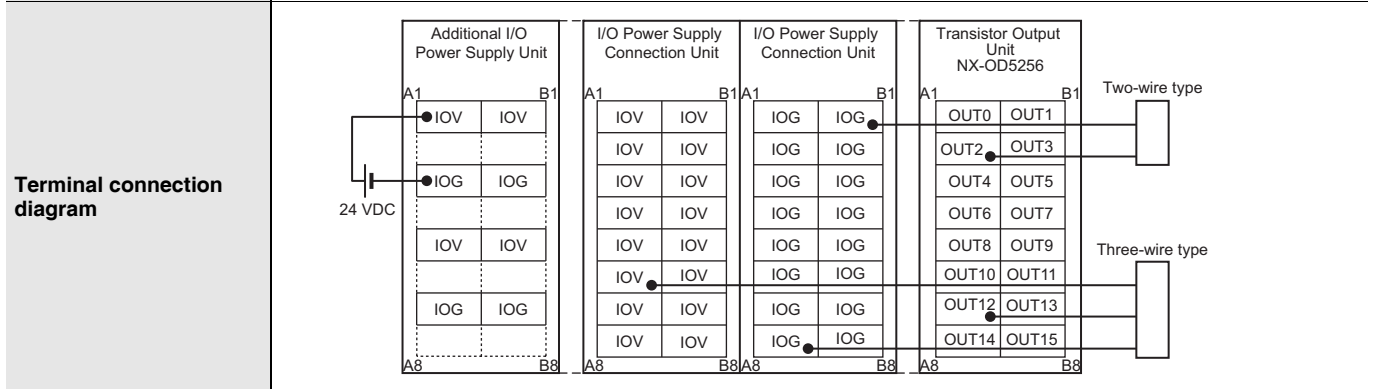 Terminal connection
diagram
Additional I/O
Power Supply Unit
I/O Power Supply
Connection Unit
I/O Power Supply
Connection Unit
Transistor Output
Unit
NX-OD5256
A1 B1 A1 B1 A1 B1 A1 B1
Two-wire type
IOV IOV IOV IOV IOG IOG OUT0 OUT1
IOV IOV IOG IOG OUT2 OUT3
IOG IOG IOV IOV IOG IOG OUT4 OUT5
24 VDC
IOV IOV IOG IOG OUT6 OUT7
IOV IOV IOV IOV IOG IOG OUT8 OUT9
Three-wire type
IOV IOV IOG IOG OUT10 OUT11
IOG IOG IOV IOV IOG IOG OUT12 OUT13
IOV IOV IOG IOG OUT14 OUT15
A8 B8 A8 B8 A8 B8 A8 B8